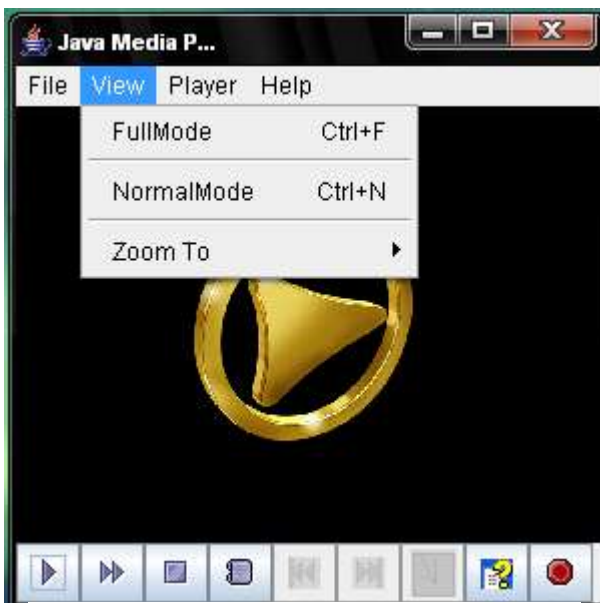 Java Media P...
File View Player Help
FullMode Ctrl+F
NormalMode Ctrl+N
Zoom To